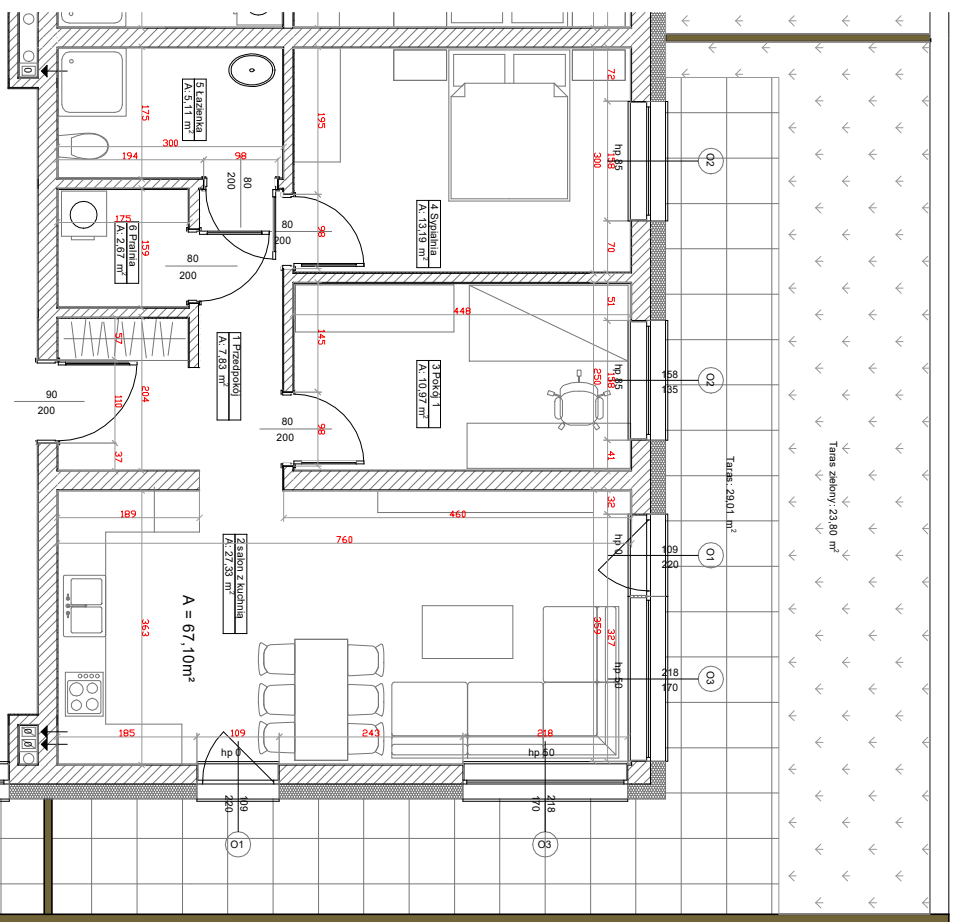 5 Łazienka
A: 5,11 m²
175
300
194
98
80
200
195
72
hp 85
158
300
O2
4 Sypialnia
A: 13,19 m²
80
200
98
70
175
6 Pralnia
A: 2,67 m²
159
80
200
57
1 Przedpokój
A: 7,83 m²
448
51
145
3 Pokój 1
A: 10,97 m²
hp 85
158
250
158
135
O2
90
200
110
204
37
80
200
98
41
Taras: 29,01 m²
Taras zielony: 23,80 m²
189
460
32
760
2 salon z kuchnia
A: 27,33 m²
hp 0
109
220
O1
363
A = 67,10m²
359
327
hp 50
218
170
O3
185
109
243
218
hp 0
hp 50
220
109
170
218
O1
O3